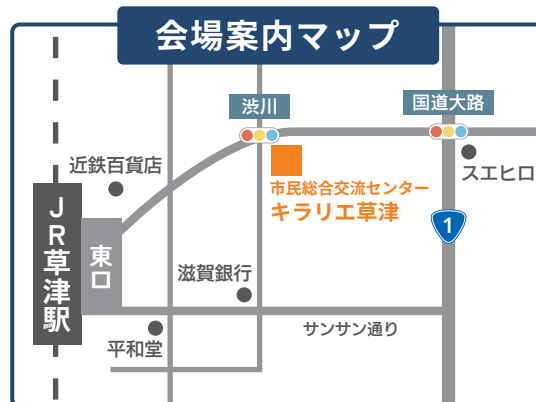 会場案内マップ
渋川
国道大路
近鉄百貨店
スエヒロ
市民総合交流センター
キラリエ草津
1
JR草津駅
東口
滋賀銀行
サンサン通り
平和堂